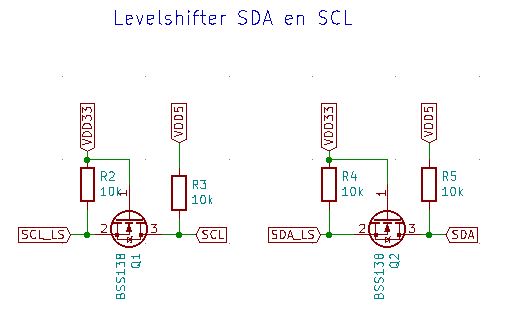 Levelshifter SDA en SCL
VDD33
VDD5
VDD33
VDD5
R2
10k
R3
10k
R4
10k
R5
10k
1
1
SCL_LS
2
3
SCL
SDA_LS
2
3
SDA
BSS138
Q1
BSS138
Q2